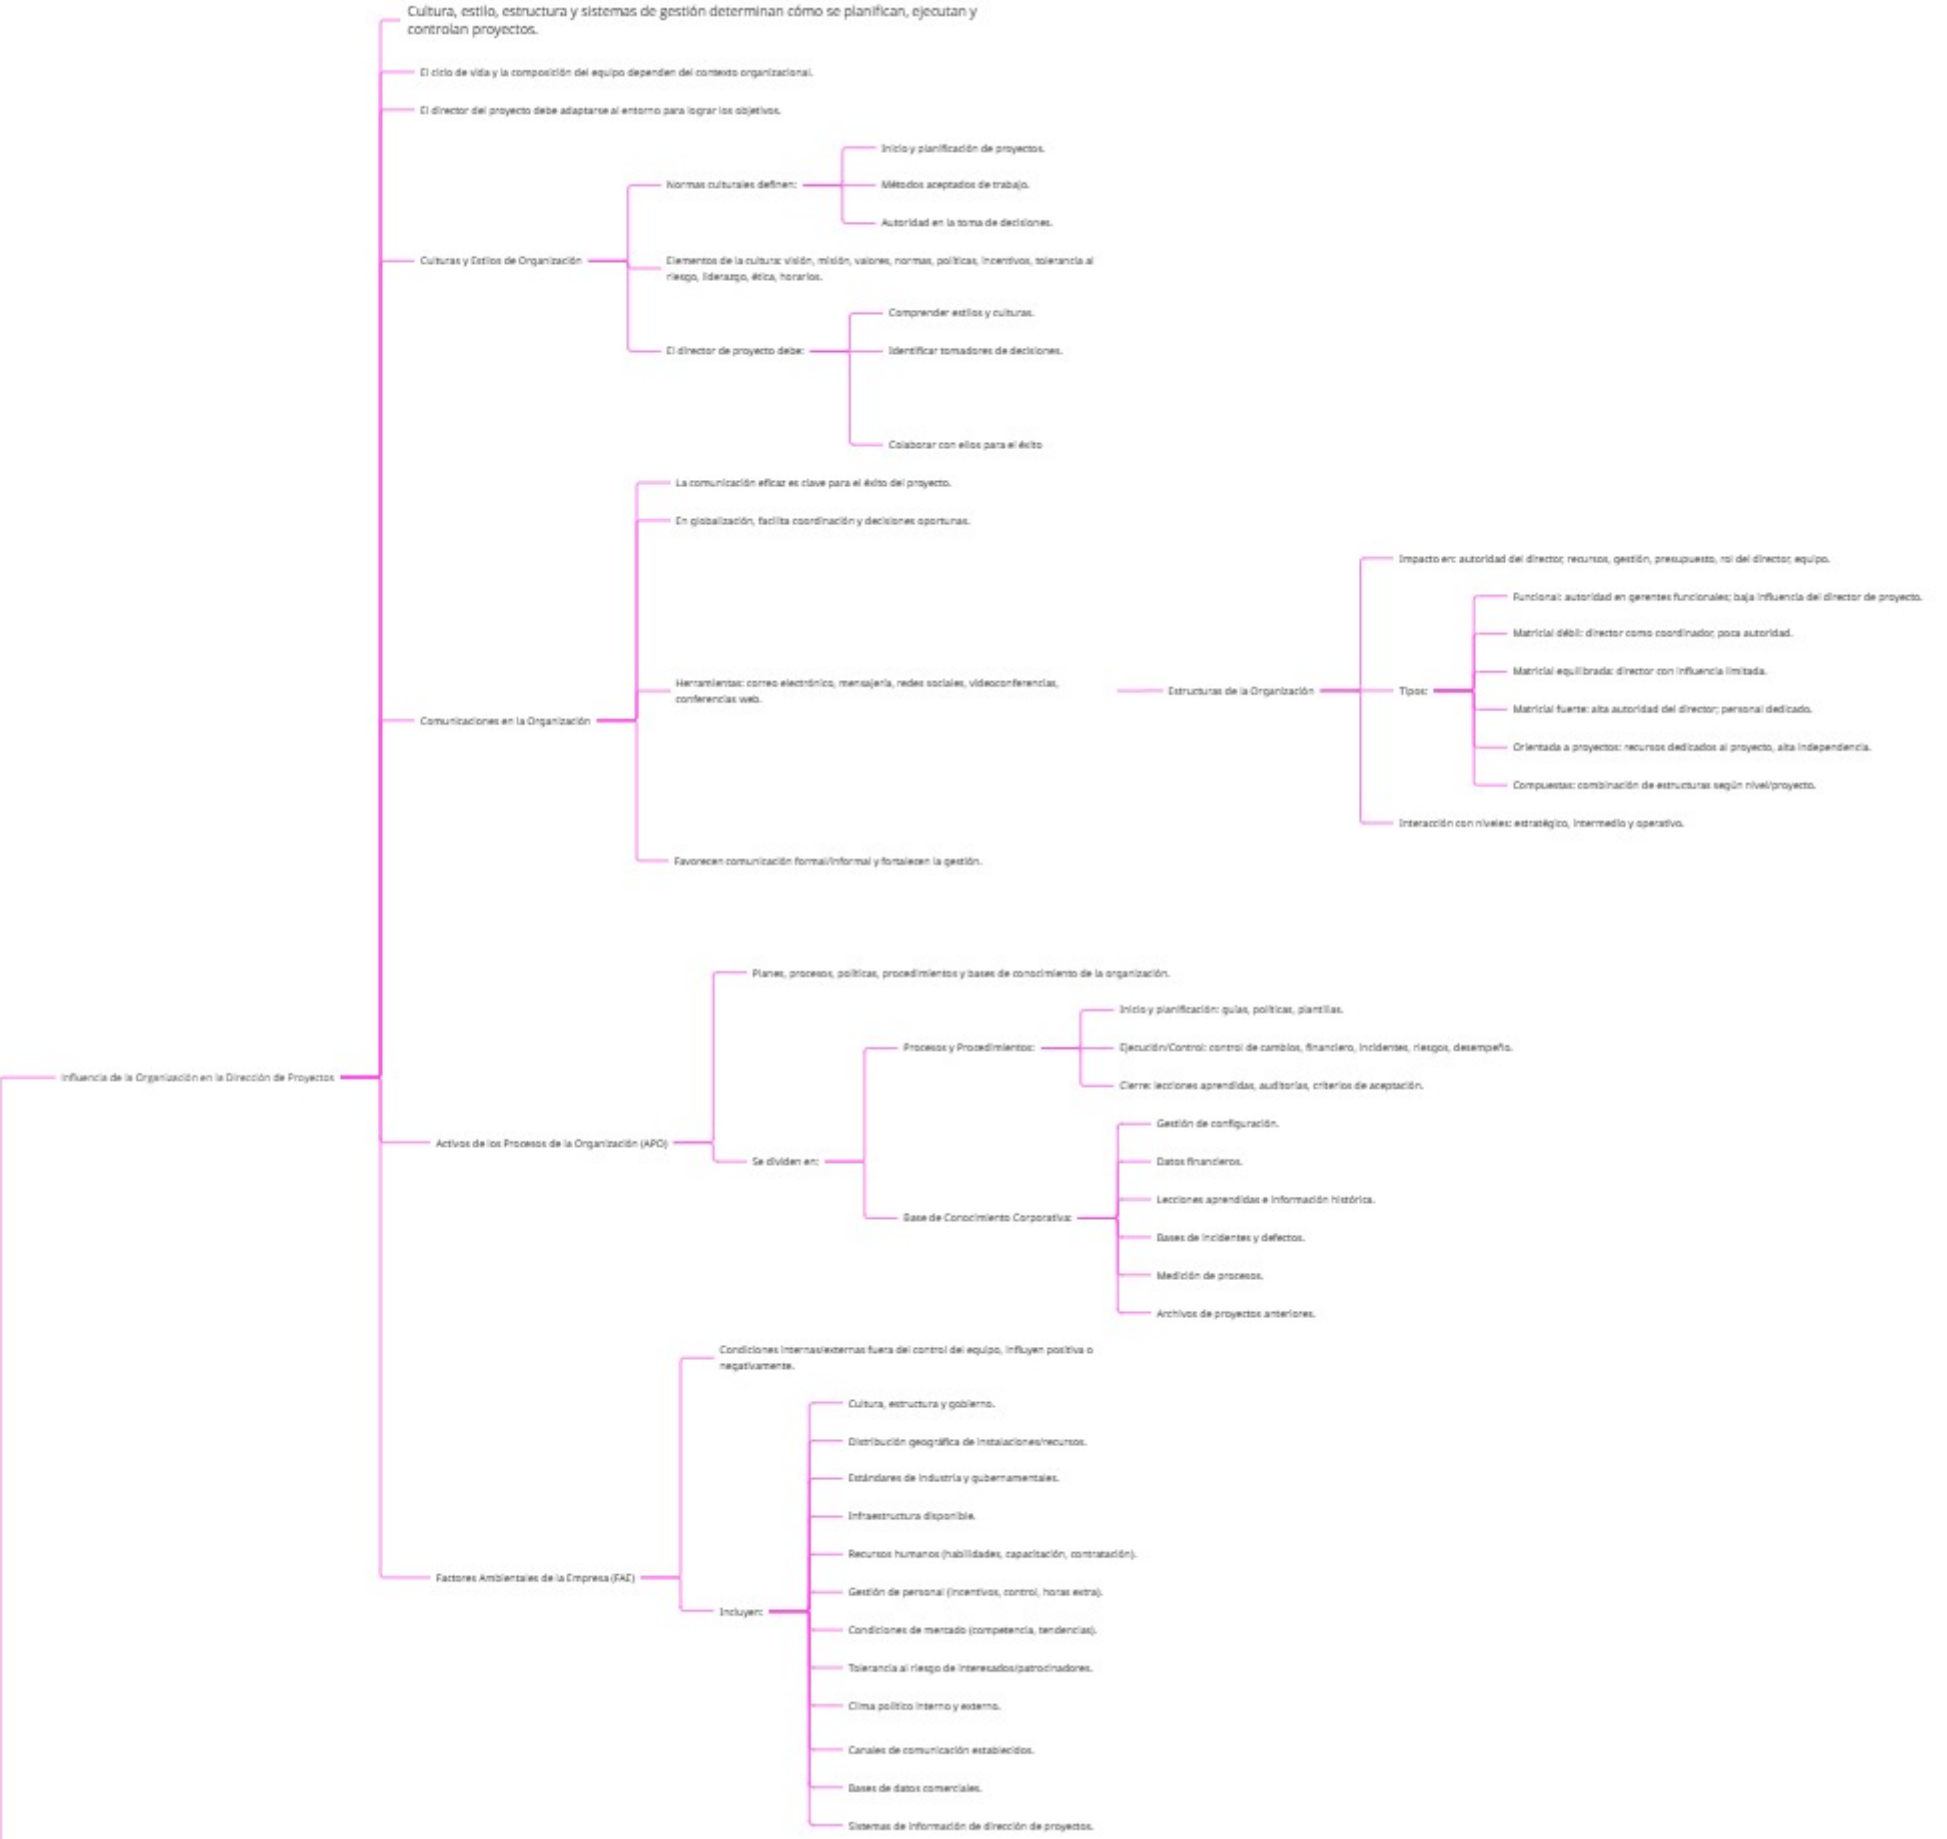 Cultura, estilo, estructura y sistemas de gestión determinan cómo se planifican, ejecutan y
controlan proyectos.
El ciclo de vida y la composición del equipo dependen del contexto organizacional.
El director del proyecto debe adaptarse al entorno para lograr los objetivos.
Culturas y Estilos de Organización
Normas culturales definen:
Inicio y planificación de proyectos.
Métodos aceptados de trabajo.
Autoridad en la toma de decisiones.
Elementos de la cultura: visión, misión, valores, normas, políticas, incentivos, tolerancia al
riesgo, liderazgo, ética, horarios.
El director de proyecto debe:
Comprender estilos y culturas.
Identificar tomadores de decisiones.
Colaborar con ellos para el éxito
Comunicaciones en la Organización
La comunicación eficaz es clave para el éxito del proyecto.
En globalización, facilita coordinación y decisiones oportunas.
Herramientas: correo electrónico, mensajería, redes sociales, videoconferencias,
conferencias web.
Estructuras de la Organización
Impacto en: autoridad del director, recursos, gestión, presupuesto, rol del director, equipo.
Tipos:
Funcional: autoridad en gerentes funcionales; baja influencia del director de proyecto.
Matricial débil: director como coordinador, poca autoridad.
Matricial equilibrada: director con influencia limitada.
Matricial fuerte: alta autoridad del director; personal dedicado.
Orientada a proyectos: recursos dedicados al proyecto, alta independencia.
Compuestas: combinación de estructuras según nivel/proyecto.
Interacción con niveles: estratégico, intermedio y operativo.
Favorecen comunicación formal/informal y fortalecen la gestión.
Influencia de la Organización en la Dirección de Proyectos
Activos de los Procesos de la Organización (APO)
Planes, procesos, políticas, procedimientos y bases de conocimiento de la organización.
Se dividen en:
Procesos y Procedimientos:
Inicio y planificación: guías, políticas, plantillas.
Ejecución/Control: control de cambios, financiero, incidentes, riesgos, desempeño.
Cierre: lecciones aprendidas, auditorías, criterios de aceptación.
Base de Conocimiento Corporativa:
Gestión de configuración.
Datos financieros.
Lecciones aprendidas e información histórica.
Bases de incidentes y defectos.
Medición de procesos.
Archivos de proyectos anteriores.
Factores Ambientales de la Empresa (FAE)
Condiciones internas/externas fuera del control del equipo, influyen positiva o
negativamente.
Incluyen:
Cultura, estructura y gobierno.
Distribución geográfica de instalaciones/recursos.
Estándares de industria y gubernamentales.
Infraestructura disponible.
Recursos humanos (habilidades, capacitación, contratación).
Gestión de personal (incentivos, control, horas extra).
Condiciones de mercado (competencia, tendencias).
Tolerancia al riesgo de interesados/patrocinadores.
Clima político interno y externo.
Canales de comunicación establecidos.
Bases de datos comerciales.
Sistemas de información de dirección de proyectos.